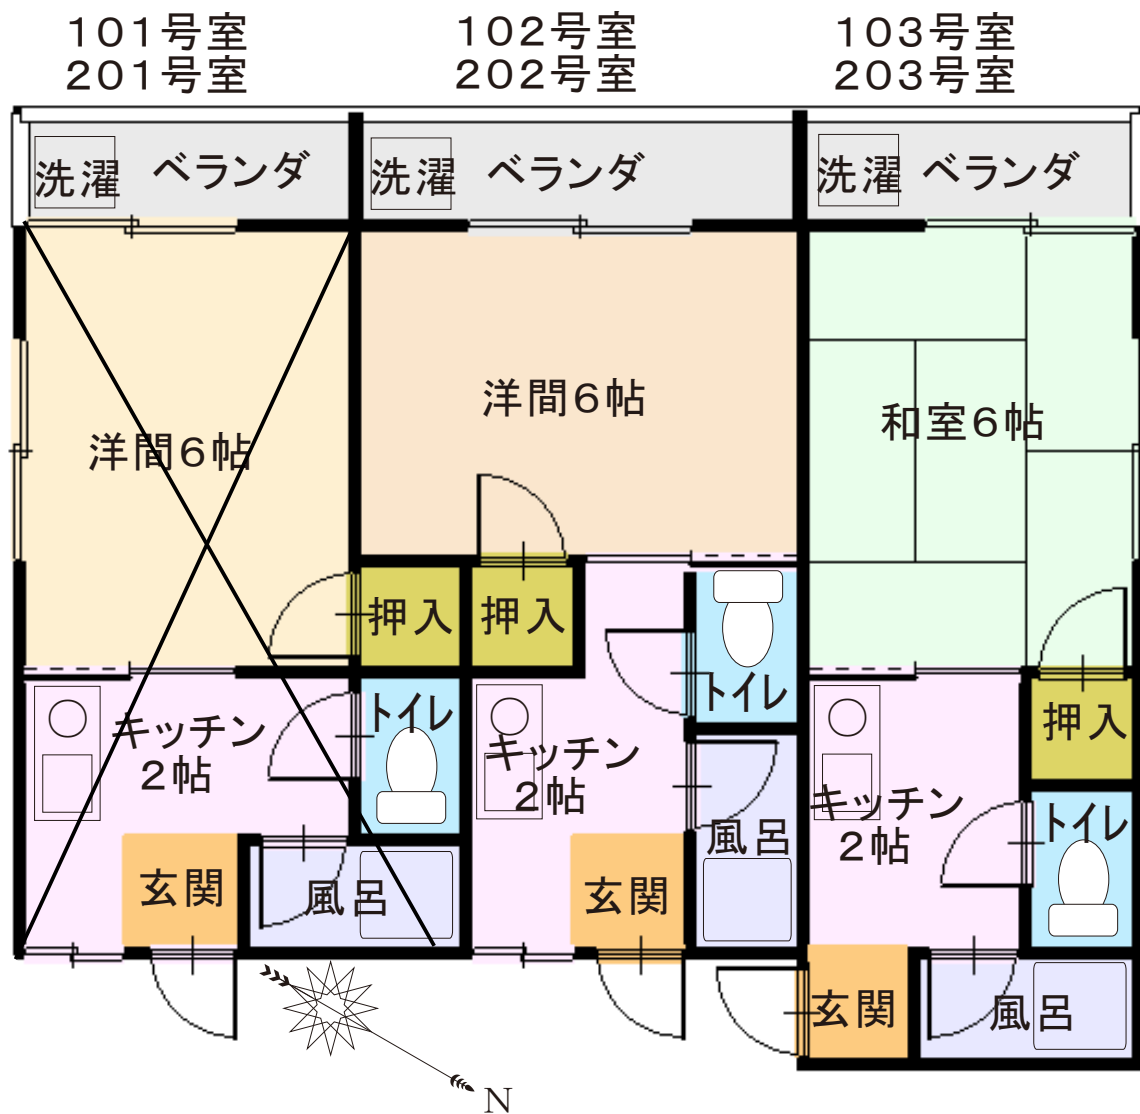 101号室
201号室
102号室
202号室
103号室
203号室
洗濯
ベランダ
洗濯
ベランダ
洗濯
ベランダ
洋間6帖
洋間6帖
和室6帖
押入
押入
押入
キッチン
2帖
トイレ
キッチン
2帖
トイレ
キッチン
2帖
トイレ
玄関
風呂
玄関
風呂
玄関
風呂
N